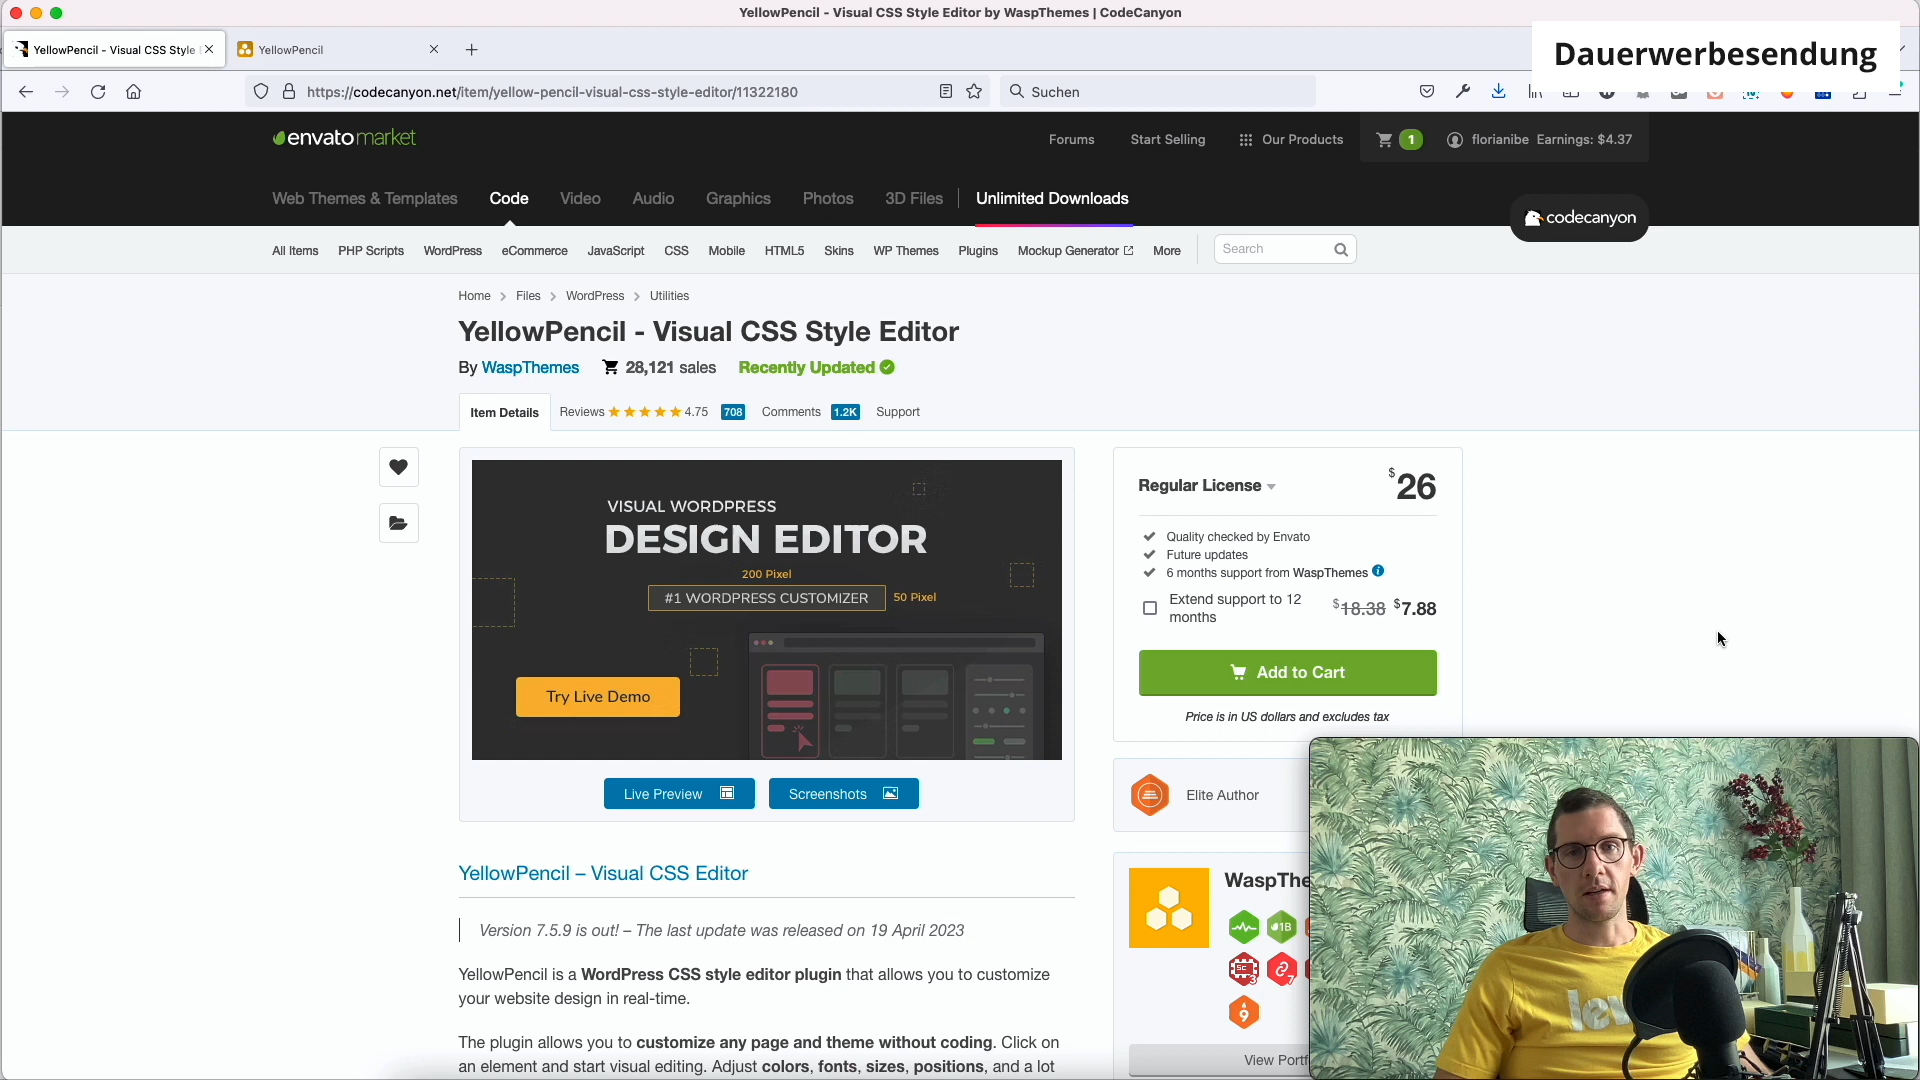 YellowPencil - Visual CSS Style Editor by WaspThemes | CodeCanyon
YellowPencil - Visual CSS Style
YellowPencil
Dauerwerbesendung
https://codecanyon.net/item/yellow-pencil-visual-css-style-editor/11322180
Suchen
envato market
Forums
Start Selling
Our Products
1
florianibe Earnings: $4.37
Web Themes & Templates
Code
Video
Audio
Graphics
Photos
3D Files
Unlimited Downloads
codecanyon
All Items
PHP Scripts
WordPress
eCommerce
JavaScript
CSS
Mobile
HTML5
Skins
WP Themes
Plugins
Mockup Generator
More
Search
Home
Files
WordPress
Utilities
YellowPencil - Visual CSS Style Editor
By WaspThemes
28,121 sales
Recently Updated
Item Details
Reviews 4.75 708
Comments 1.2K
Support
VISUAL WORDPRESS
DESIGN EDITOR
200 Pixel
#1 WORDPRESS CUSTOMIZER
50 Pixel
Try Live Demo
Live Preview
Screenshots
Regular License
$26
Quality checked by Envato
Future updates
6 months support from WaspThemes
Extend support to 12
months
$18.38 $7.88
Add to Cart
Price is in US dollars and excludes tax
Elite Author
WaspThe
1B
SC
3
7
9
View Portf
YellowPencil – Visual CSS Editor
Version 7.5.9 is out! – The last update was released on 19 April 2023
YellowPencil is a WordPress CSS style editor plugin that allows you to customize
your website design in real-time.
The plugin allows you to customize any page and theme without coding. Click on
an element and start visual editing. Adjust colors, fonts, sizes, positions, and a lot